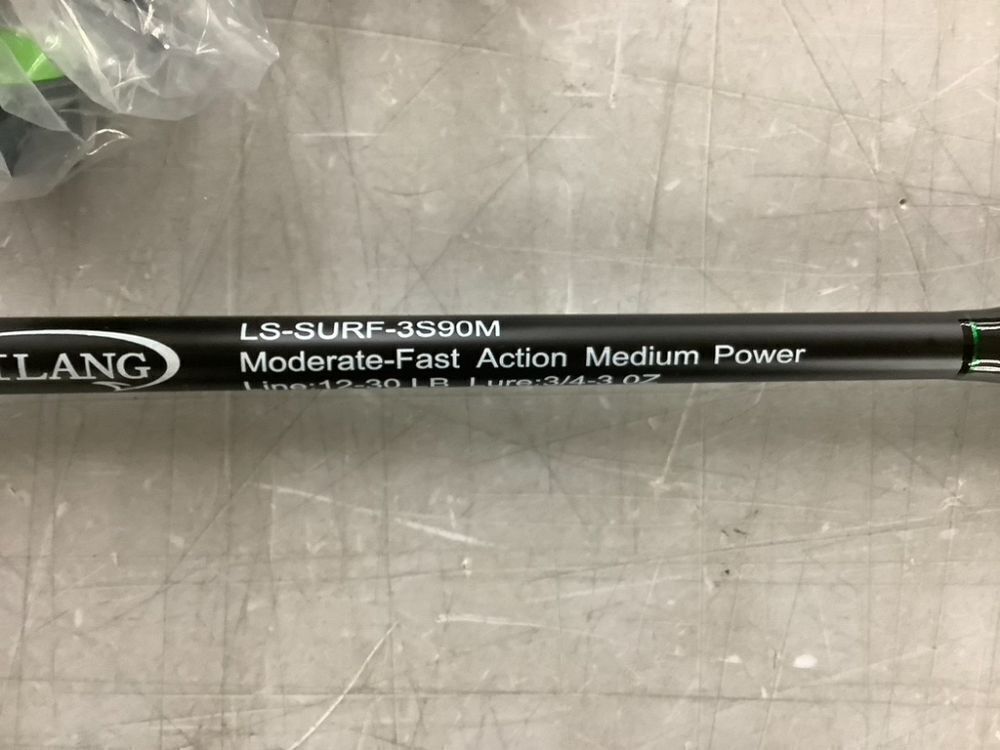 LANG
LS-SURF-3S90M
Moderate-Fast Action Medium Power
Line:12-30 LB Lure:3/4-3 OZ